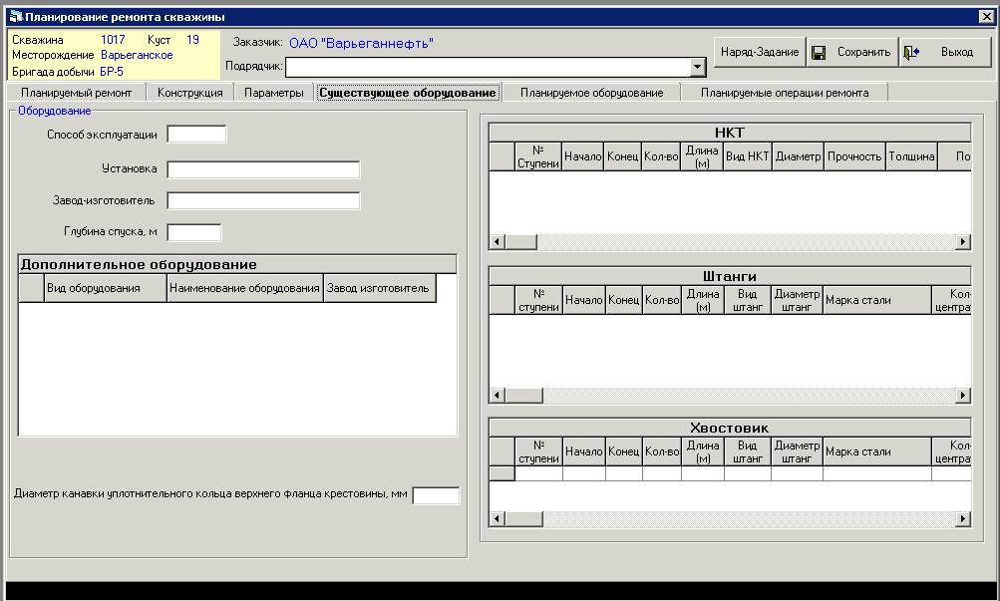 Планирование ремонта скважины
Скважина 1017 Куст 19
Месторождение Варьеганское
Бригада добычи БР-5
Заказчик: ОАО "Варьеганнефть"
Подрядчик:
Наряд-Задание Сохранить Выход
Планируемый ремонт Конструкция Параметры Существующее оборудование Планируемое оборудование Планируемые операции ремонта
Оборудование
Способ эксплуатации
Установка
Завод-изготовитель
Глубина спуска, м
Дополнительное оборудование
Вид оборудования Наименование оборудования Завод изготовитель
Диаметр канавки уплотнительного кольца верхнего фланца крестовины, мм
НКТ
№ Ступени Начало Конец Кол-во Длина (м) Вид НКТ Диаметр Прочность Толщина По
Штанги
№ ступени Начало Конец Кол-во Длина (м) Вид штанг Диаметр штанг Марка стали Кол- центра
Хвостовик
№ ступени Начало Конец Кол-во Длина (м) Вид штанг Диаметр штанг Марка стали Кол- центра